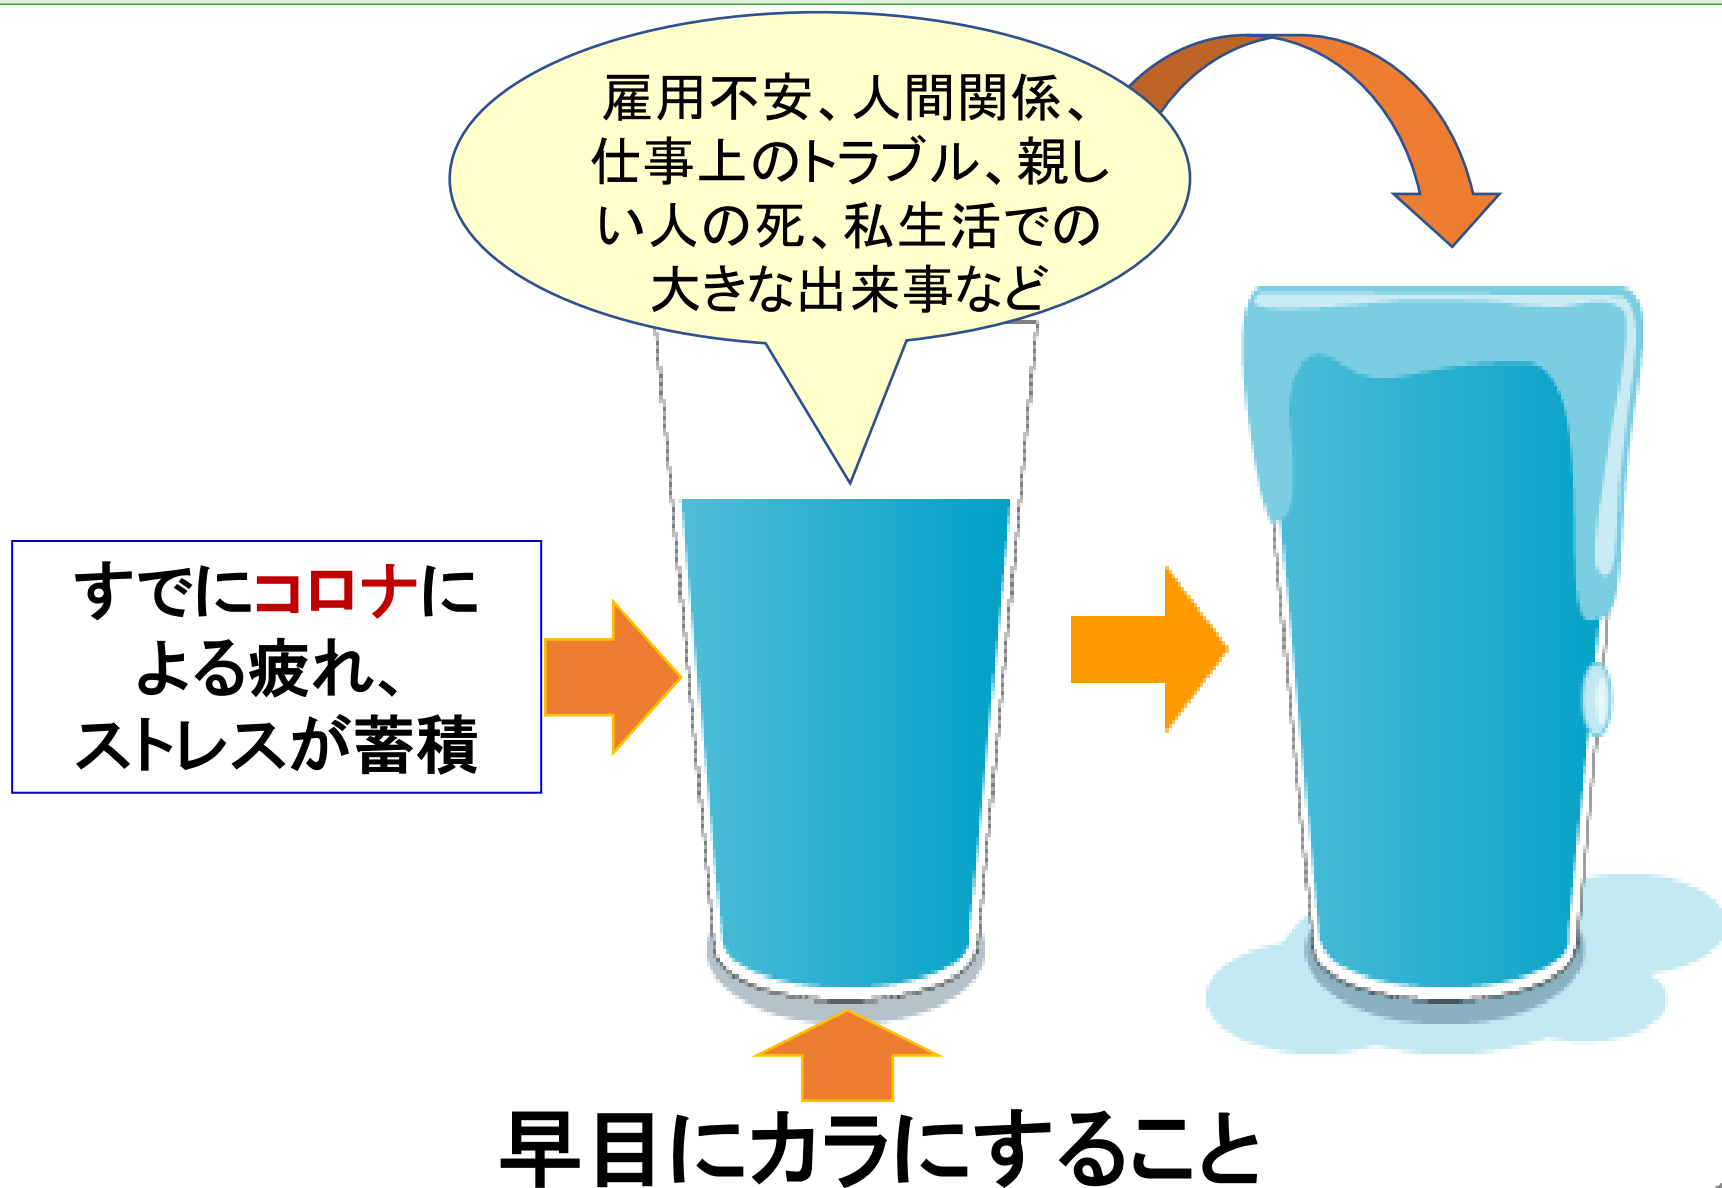 雇用不安、人間関係、
仕事上のトラブル、親し
い人の死、私生活での
大きな出来事など
すでにコロナに
よる疲れ、
ストレスが蓄積
早目にカラにすること